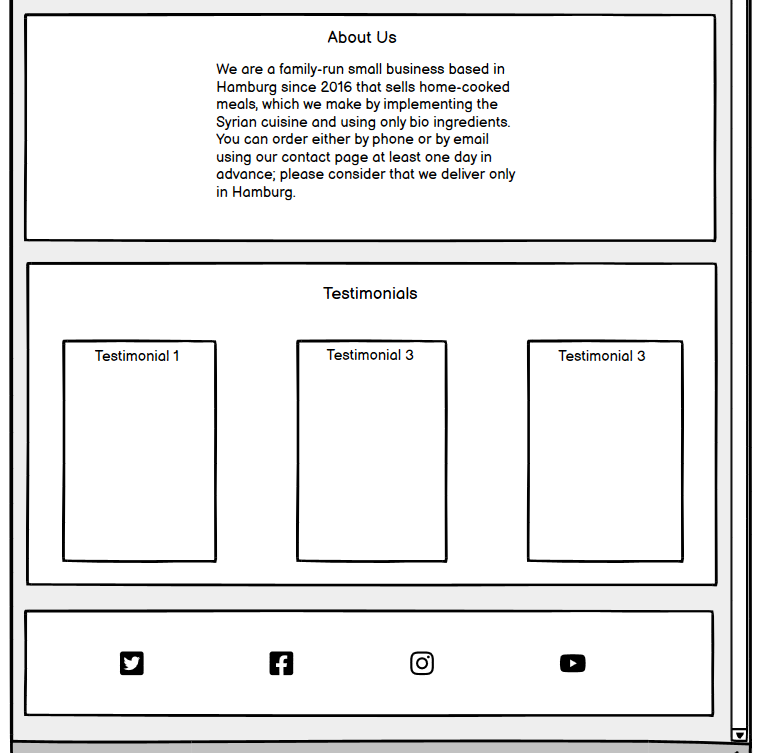 About Us
We are a family-run small business based in
Hamburg since 2016 that sells home-cooked
meals, which we make by implementing the
Syrian cuisine and using only bio ingredients.
You can order either by phone or by email
using our contact page at least one day in
advance; please consider that we deliver only
in Hamburg.
Testimonials
Testimonial 1
Testimonial 3
Testimonial 3